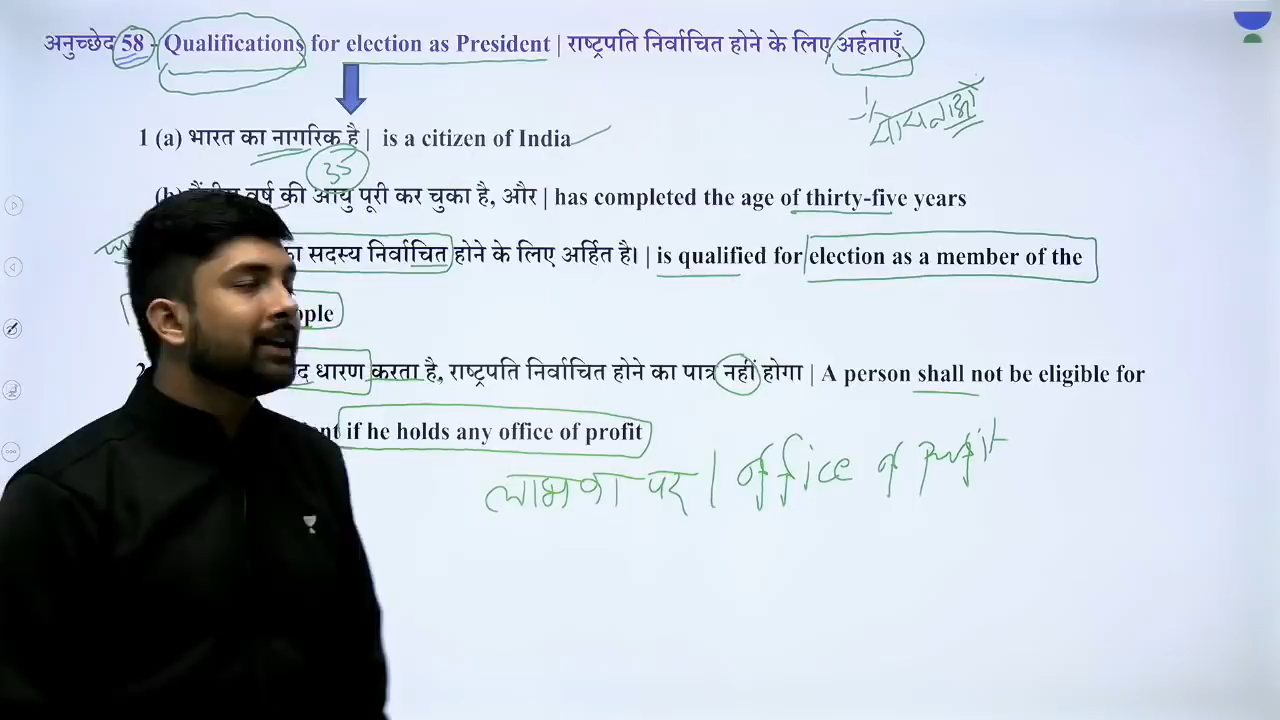 अनुच्छेद 58 - Qualifications for election as President | राष्ट्रपति निर्वाचित होने के लिए अर्हताएँ
योग्यताओं
1 (a) भारत का नागरिक है | is a citizen of India
35
(b) वर्ष की आयु पूरी कर चुका है, और | has completed the age of thirty-five years
का सदस्य निर्वाचित होने के लिए अर्हित है। | is qualified for election as a member of the
धारण करता है, राष्ट्रपति निर्वाचित होने का पात्र नहीं होगा | A person shall not be eligible for
if he holds any office of profit
लाभ का पद | office of profit